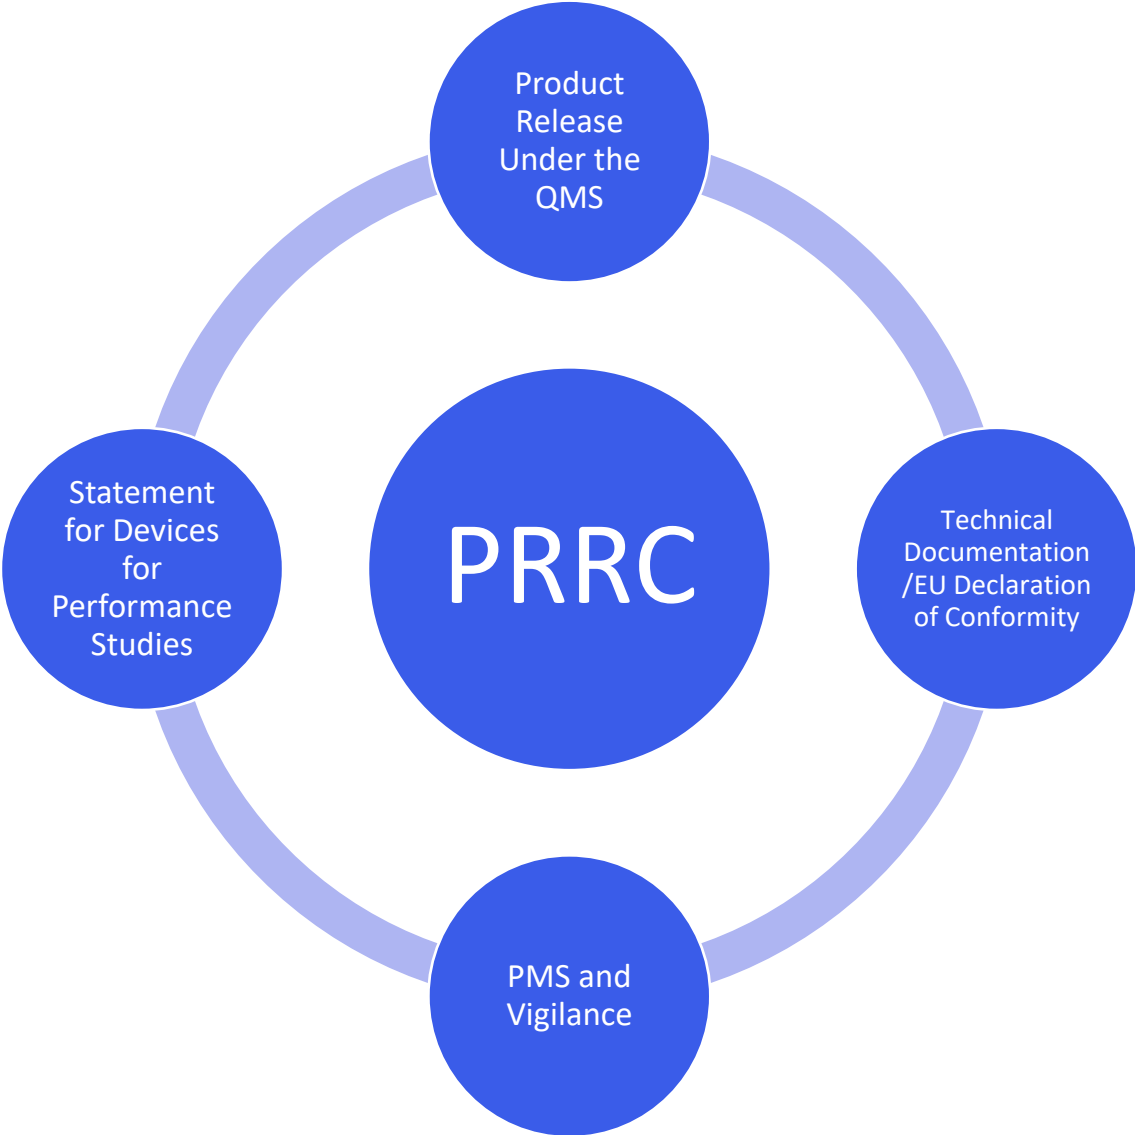 Product
Release
Under the
QMS
Statement
for Devices
for
Performance
Studies
PRRC
Technical
Documentation
/EU Declaration
of Conformity
PMS and
Vigilance